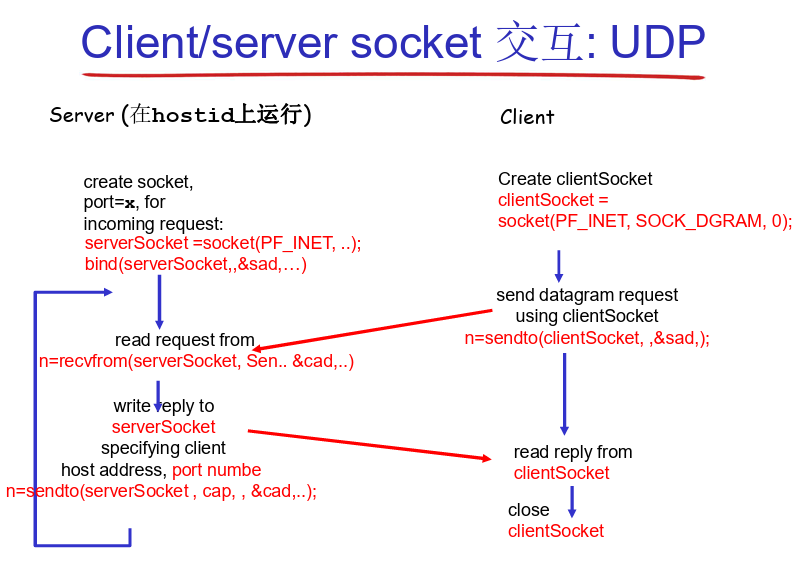 Client/server socket 交互: UDP
Server (在hostid上运行)
create socket,
port=x, for
incoming request:
serverSocket =socket(PF_INET, ..);
bind(serverSocket,,&sad,…)
read request from
n=recvfrom(serverSocket, Sen.. &cad,..)
write reply to
serverSocket
specifying client
host address, port numbe
n=sendto(serverSocket , cap, , &cad,..);
Client
Create clientSocket
clientSocket =
socket(PF_INET, SOCK_DGRAM, 0);
send datagram request
using clientSocket
n=sendto(clientSocket, ,&sad,);
read reply from
clientSocket
close
clientSocket